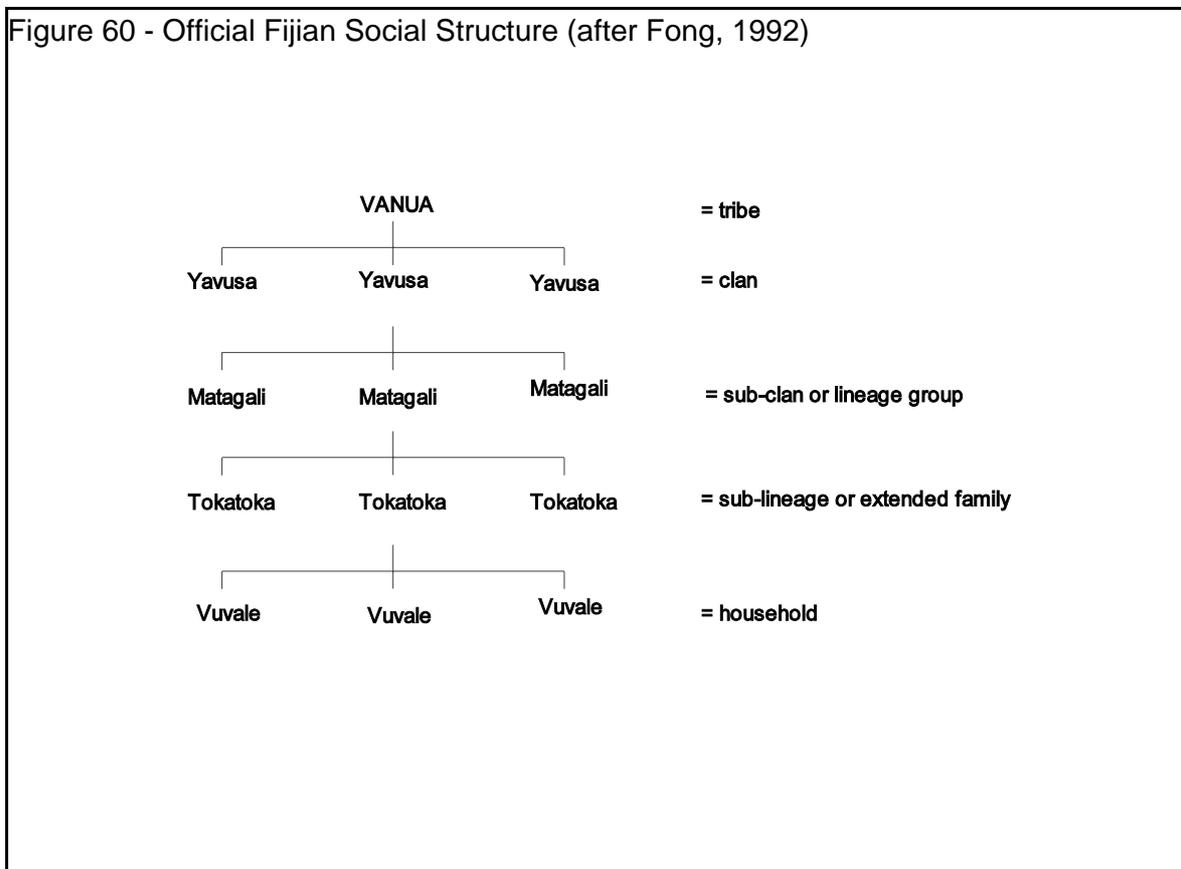 Figure 60 - Official Fijian Social Structure (after Fong, 1992)
VANUA = tribe
Yavusa Yavusa Yavusa = clan
Matagali Matagali Matagali = sub-clan or lineage group
Tokatoka Tokatoka Tokatoka = sub-lineage or extended family
Vuvale Vuvale Vuvale = household